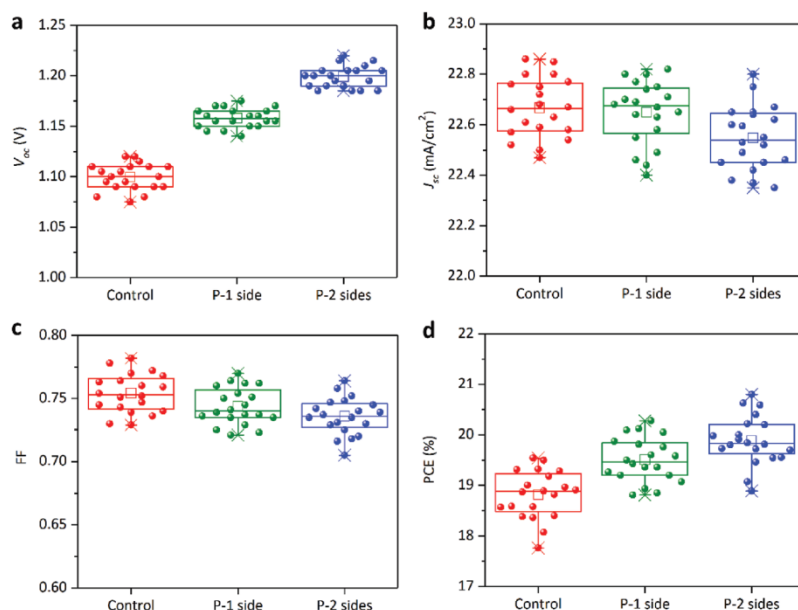 a
1.25
1.20
1.15
1.10
1.05
1.00
Voc (V)
Control P-1 side P-2 sides
b
23.0
22.8
22.6
22.4
22.2
22.0
Jsc (mA/cm²)
Control P-1 side P-2 sides
c
0.80
0.75
0.70
0.65
0.60
FF
Control P-1 side P-2 sides
d
22
21
20
19
18
17
PCE (%)
Control P-1 side P-2 sides